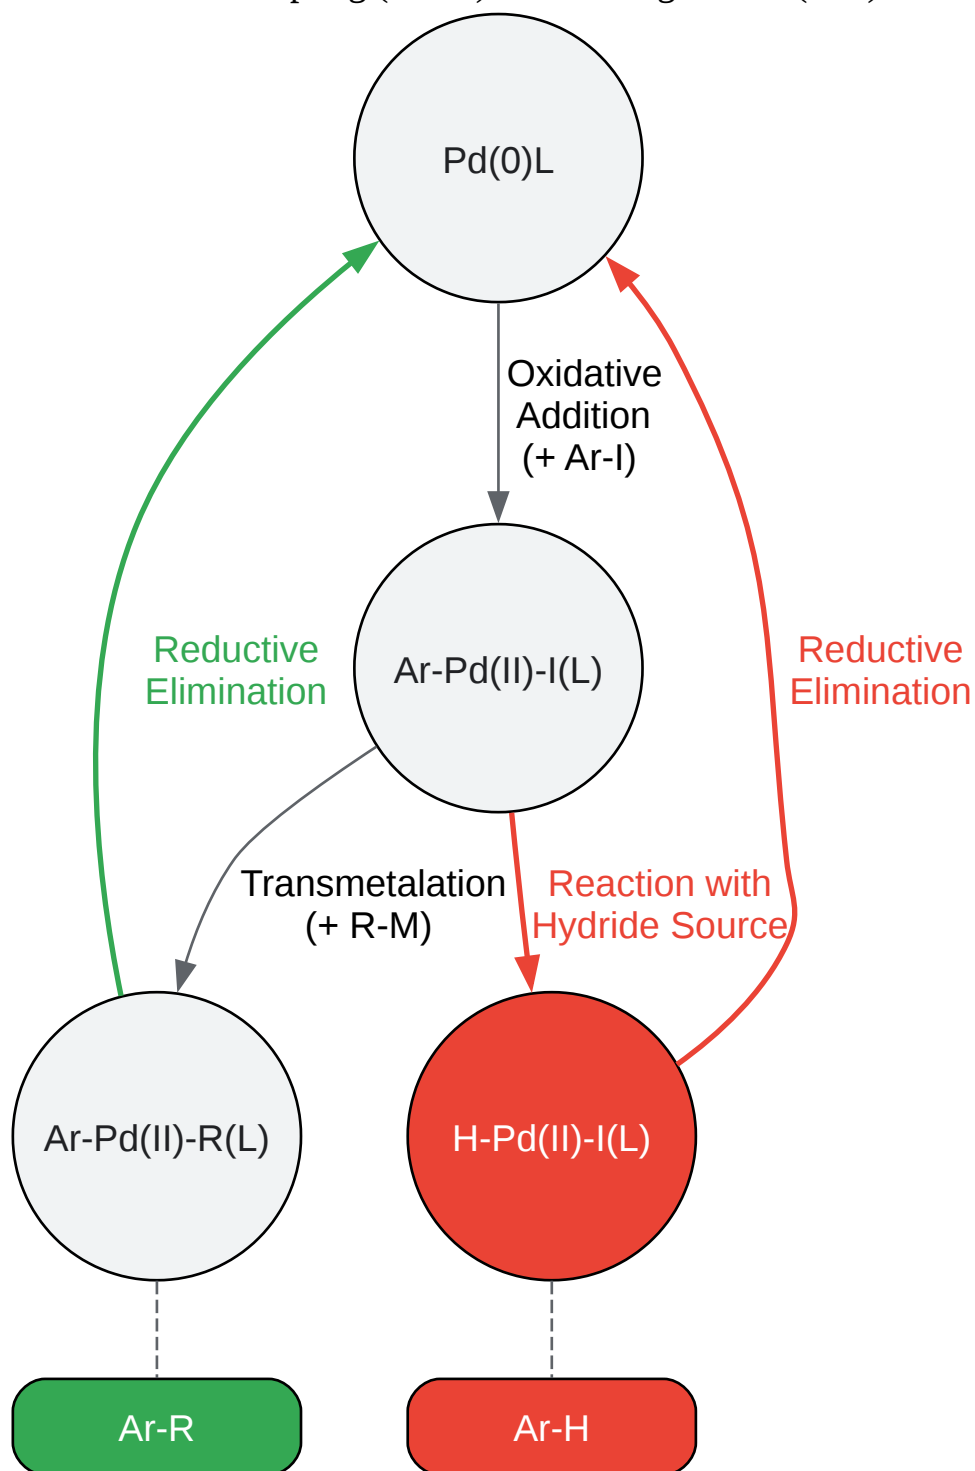 Pd(0)L
Oxidative
Addition
(+ Ar-I)
Reductive
Elimination
Ar-Pd(II)-I(L)
Reductive
Elimination
Transmetalation
(+ R-M)
Reaction with
Hydride Source
Ar-Pd(II)-R(L)
H-Pd(II)-I(L)
Ar-R
Ar-H